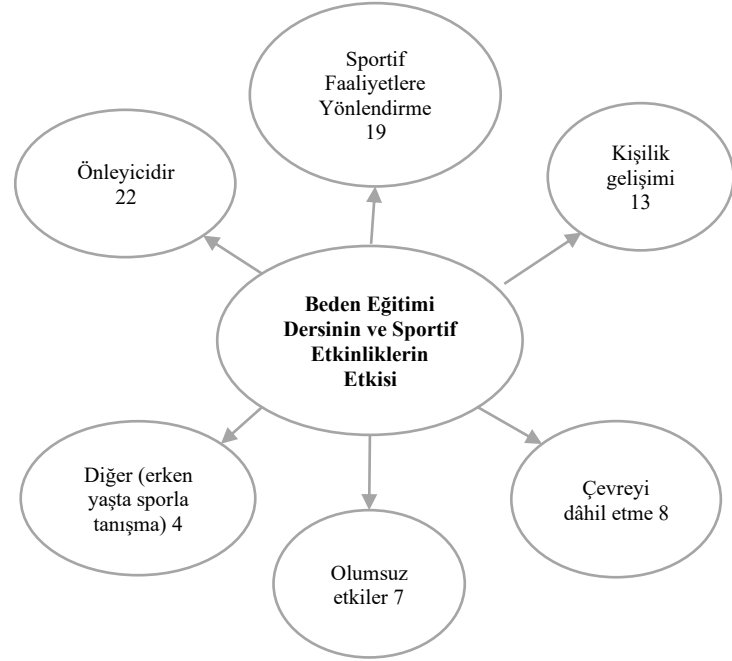 Sportif
Faaliyetlere
Yönlendirme
19
Önleyicidir
22
Kişilik
gelişimi
13
Beden Eğitimi
Dersinin ve Sportif
Etkinliklerin
Etkisi
Diğer (erken
yaşta sporla
tanışma) 4
Çevreyi
dâhil etme 8
Olumsuz
etkiler 7